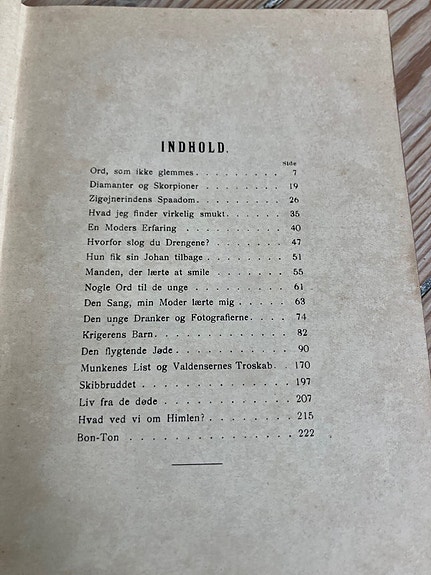 INDHOLD.
Side
Ord, som ikke glemmes . . . . . . . . . 7
Diamanter og Skorpioner . . . . . . . . 19
Zigøjnerindens Spaadom . . . . . . . . 26
Hvad jeg finder virkelig smukt . . . . . . 35
En Moders Erfaring . . . . . . . . . . 40
Hvorfor slog du Drengene? . . . . . . . 47
Hun fik sin Johan tilbage . . . . . . . . 51
Manden, der lærte at smile . . . . . . . 55
Nogle Ord til de unge . . . . . . . . . 61
Den Sang, min Moder lærte mig . . . . . . 63
Den unge Dranker og Fotografierne . . . . . 74
Krigerens Barn . . . . . . . . . . . . 82
Den flygtende Jøde . . . . . . . . . . 90
Munkenes List og Valdensernes Troskab . . 170
Skibbruddet . . . . . . . . . . . . . 197
Liv fra de døde . . . . . . . . . . . 207
Hvad ved vi om Himlen? . . . . . . . . 215
Bon-Ton . . . . . . . . . . . . . . 222